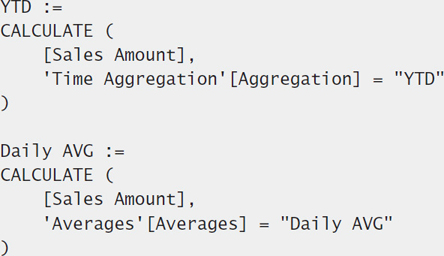 YTD :=
CALCULATE (
    [Sales Amount],
    'Time Aggregation'[Aggregation] = "YTD"
)

Daily AVG :=
CALCULATE (
    [Sales Amount],
    'Averages'[Averages] = "Daily AVG"
)